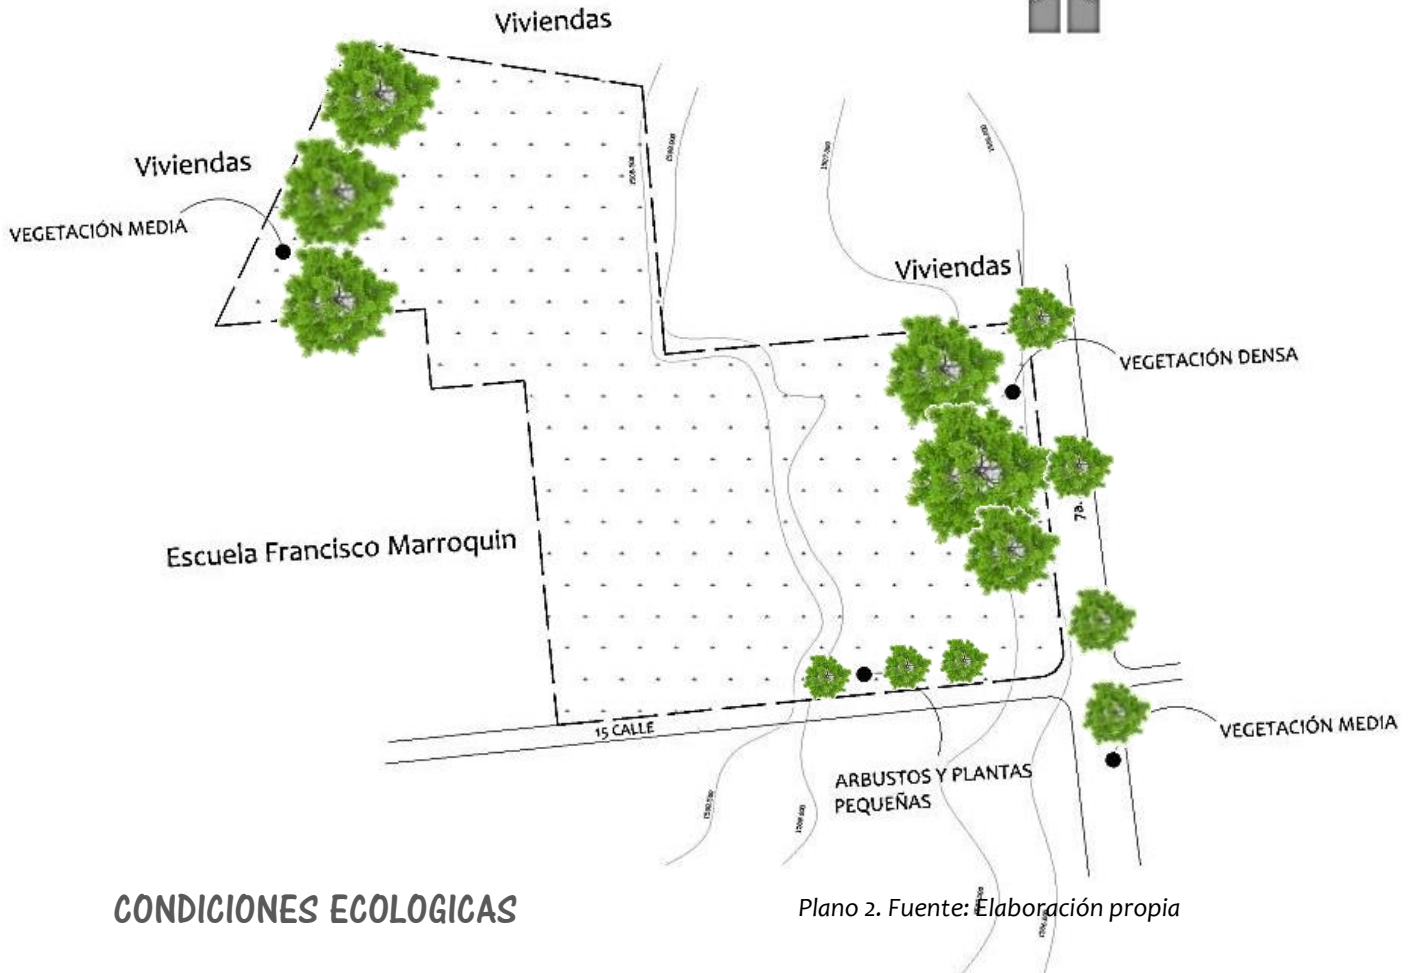 Viviendas
Viviendas
VEGETACIÓN MEDIA
Viviendas
VEGETACIÓN DENSA
7a.
Escuela Francisco Marroquin
15 CALLE
VEGETACIÓN MEDIA
ARBUSTOS Y PLANTAS
PEQUEÑAS
CONDICIONES ECOLOGICAS
Plano 2. Fuente: Elaboración propia